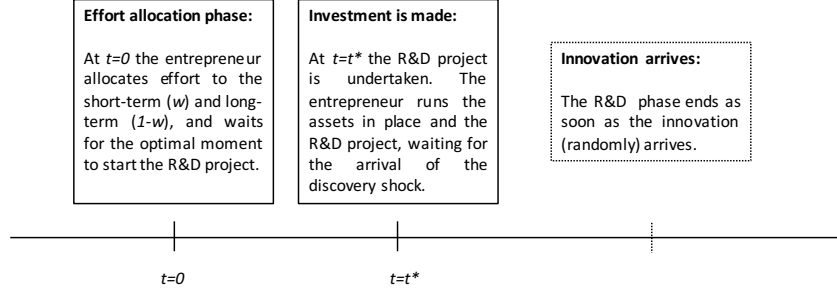 Effort allocation phase:
At t=0 the entrepreneur
allocates effort to the
short-term (w) and long-
term (1-w), and waits
for the optimal moment
to start the R&D project.
Investment is made:
At t=t* the R&D project
is undertaken. The
entrepreneur runs the
assets in place and the
R&D project, waiting for
the arrival of the
discovery shock.
Innovation arrives:
The R&D phase ends as
soon as the innovation
(randomly) arrives.
t=0
t=t*